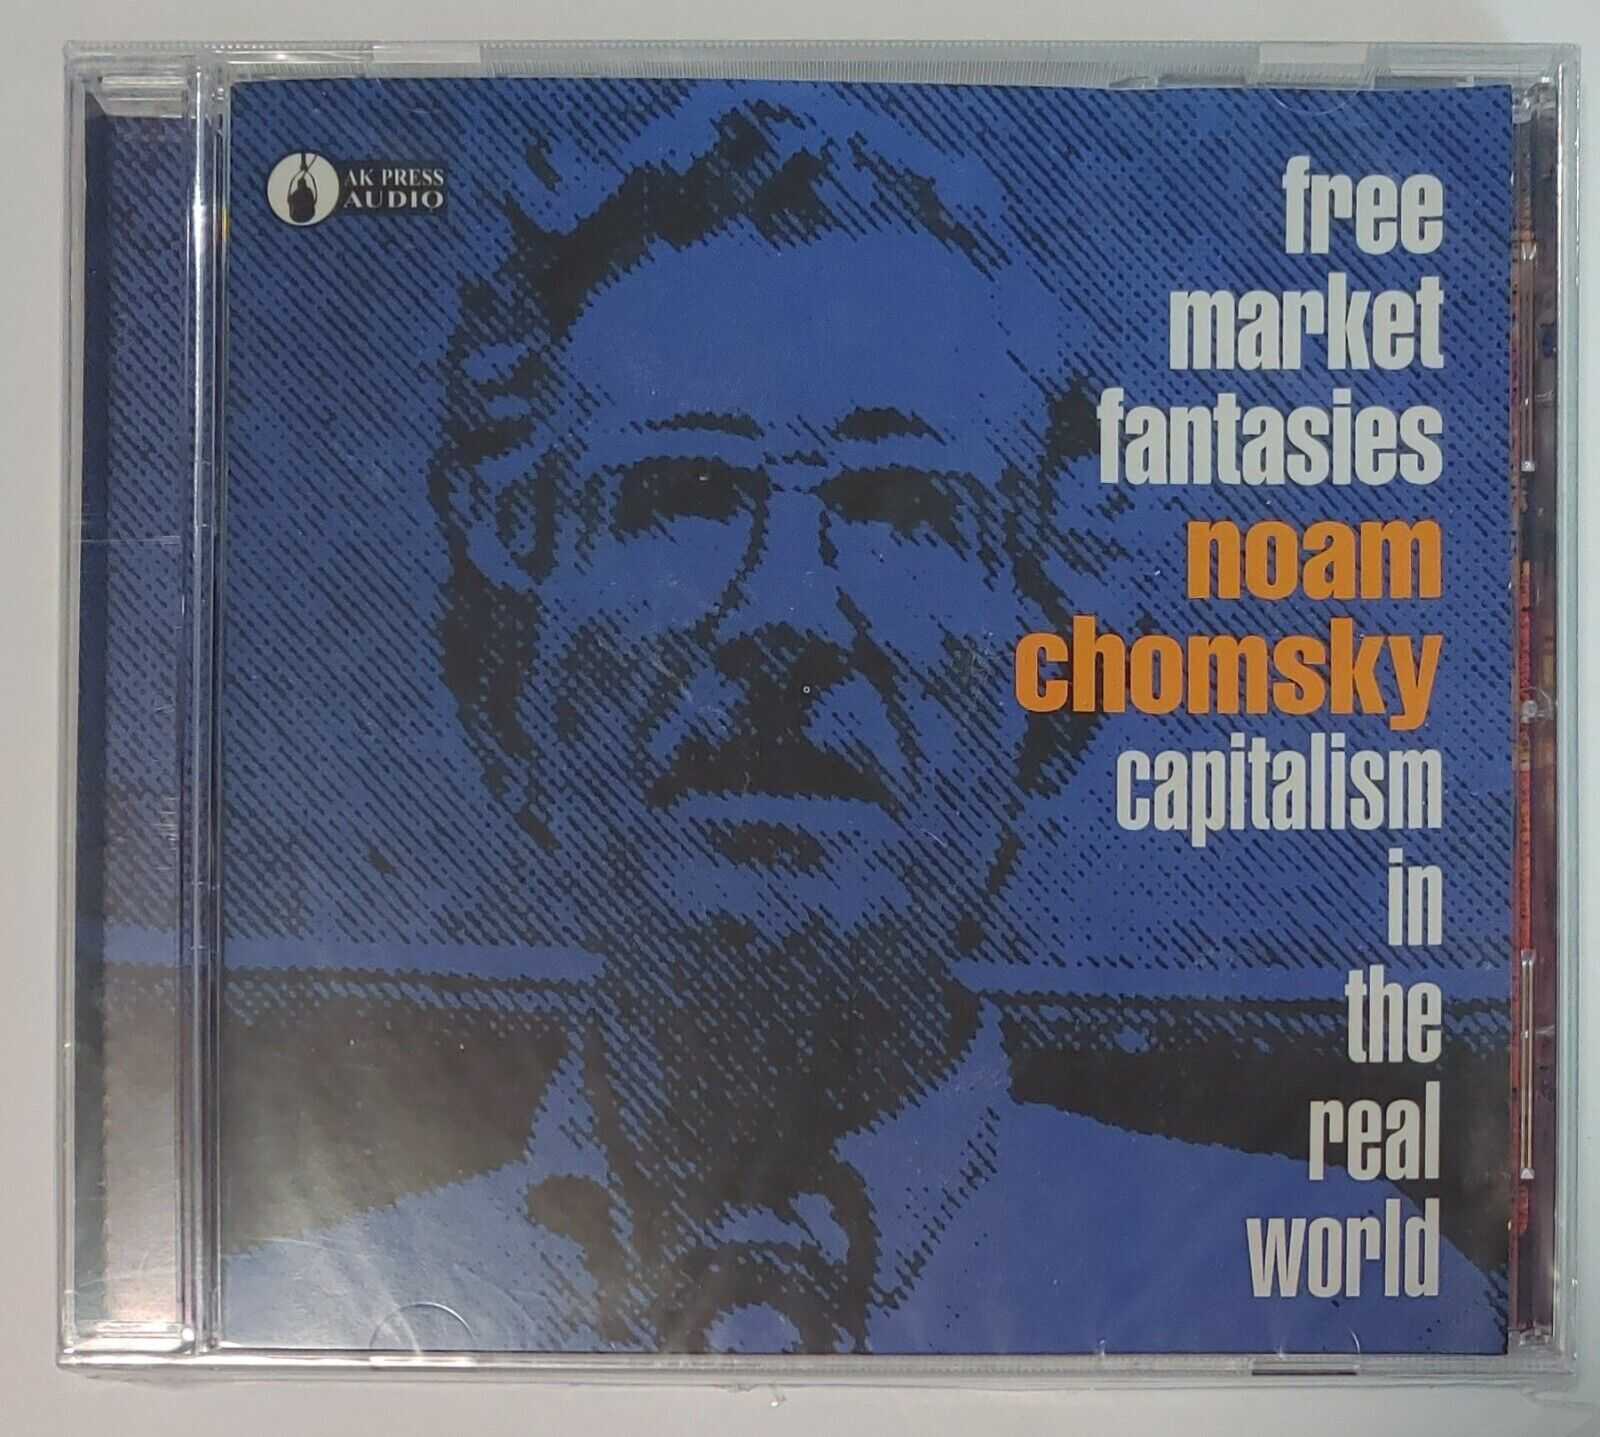 AK PRESS
AUDIO
free
market
fantasies
noam
chomsky
capitalism
in
the
real
world